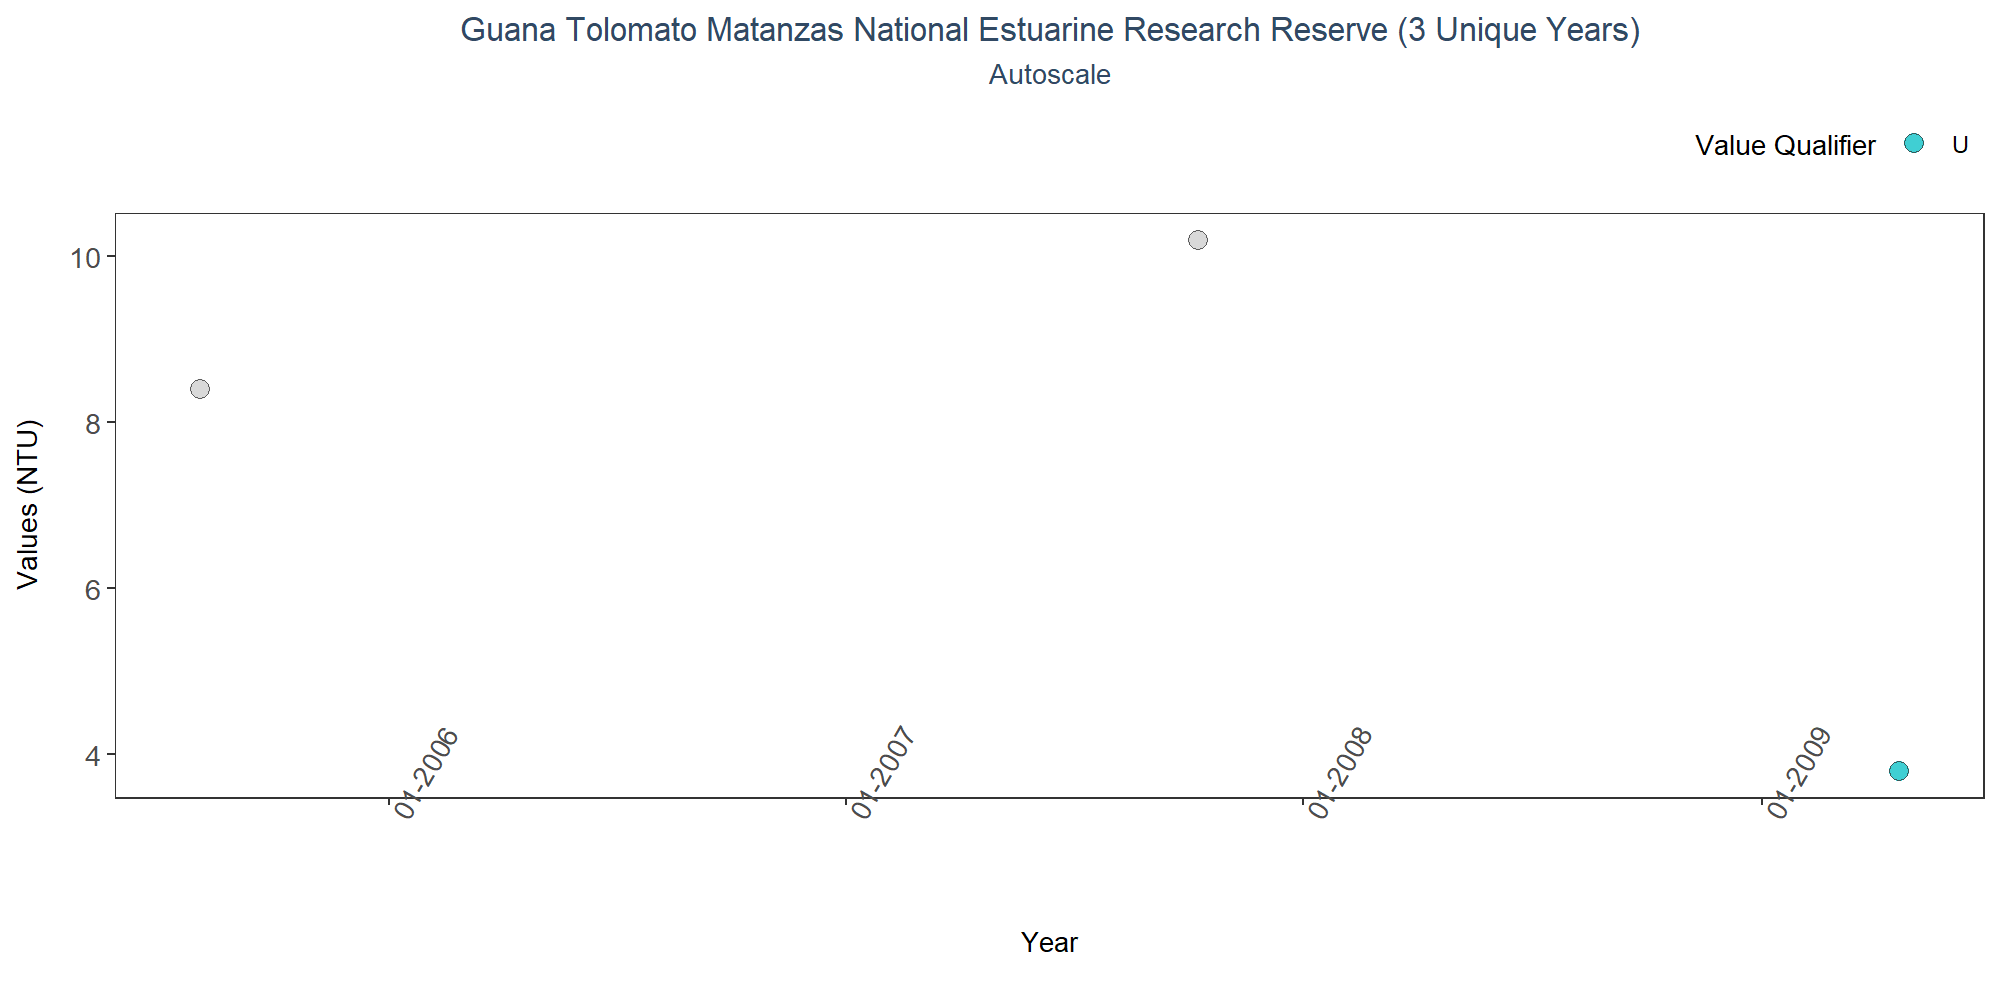 Guana Tolomato Matanzas National Estuarine Research Reserve (3 Unique Years)
Autoscale
Value Qualifier U
Values (NTU)
10
8
6
4
01-2006
01-2007
01-2008
01-2009
Year